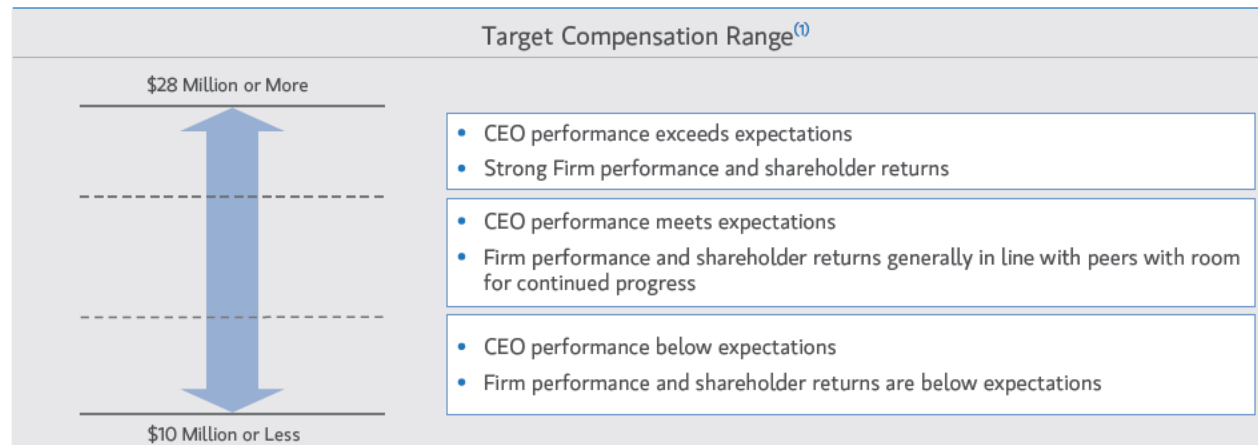 Target Compensation Range(1)
$28 Million or More
• CEO performance exceeds expectations
• Strong Firm performance and shareholder returns
• CEO performance meets expectations
• Firm performance and shareholder returns generally in line with peers with room
for continued progress
• CEO performance below expectations
• Firm performance and shareholder returns are below expectations
$10 Million or Less